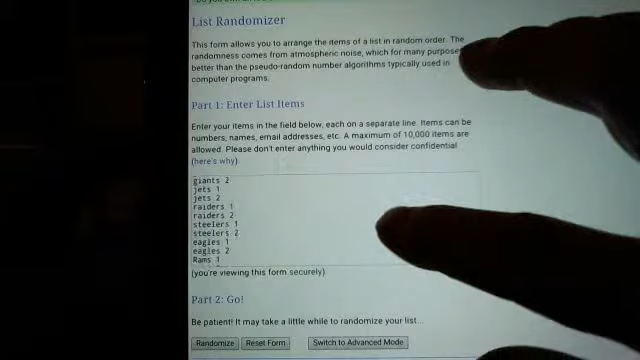 List Randomizer
This form allows you to arrange the items of a list in random order. The
randomness comes from atmospheric noise, which for many purposes
better than the pseudo-random number algorithms typically used in
computer programs.
Part 1: Enter List Items
Enter your items in the field below, each on a separate line. Items can be
numbers, names, email addresses, etc. A maximum of 10,000 items are
allowed. Please don't enter anything you would consider confidential
(here's why).
giants 2
jets 1
jets 2
raiders 1
raiders 2
steelers 1
steelers 2
eagles 1
eagles 2
Rams 1
(you're viewing this form securely)
Part 2: Go!
Be patient! It may take a little while to randomize your list...
Randomize Reset Form Switch to Advanced Mode